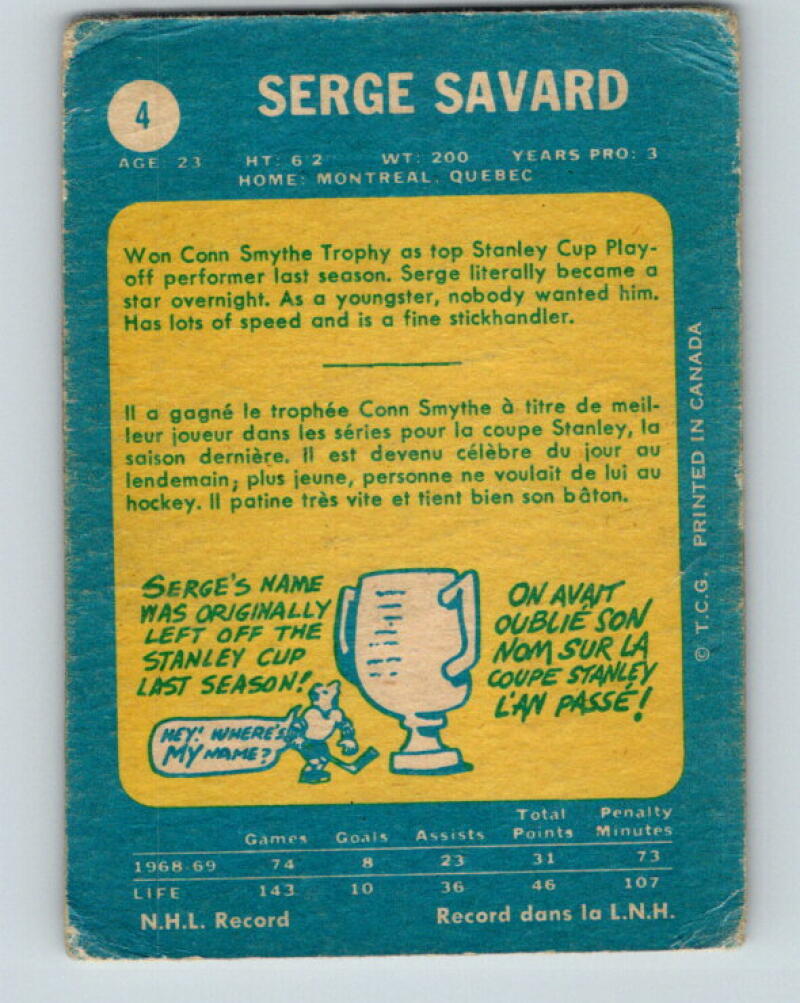 4
SERGE SAVARD
AGE: 23 HT: 6'2 WT: 200 YEARS PRO: 3
HOME: MONTREAL, QUEBEC
Won Conn Smythe Trophy as top Stanley Cup Play-
off performer last season. Serge literally became a
star overnight. As a youngster, nobody wanted him.
Has lots of speed and is a fine stickhandler.
Il a gagné le trophée Conn Smythe à titre de meil-
leur joueur dans les séries pour la coupe Stanley, la
saison dernière. Il est devenu célèbre du jour au
lendemain; plus jeune, personne ne voulait de lui au
hockey. Il patine très vite et tient bien son bâton.
SERGE'S NAME
WAS ORIGINALLY
LEFT OFF THE
STANLEY CUP
LAST SEASON!
HEY! WHERE'S
MY NAME?
ON AVAIT
OUBLIÉ SON
NOM SUR LA
COUPE STANLEY
L'AN PASSÉ!
© T.C.G. PRINTED IN CANADA
Games Goals Assists Total Points Penalty Minutes
1968-69 74 8 23 31 73
LIFE 143 10 36 46 107
N.H.L. Record Record dans la L.N.H.